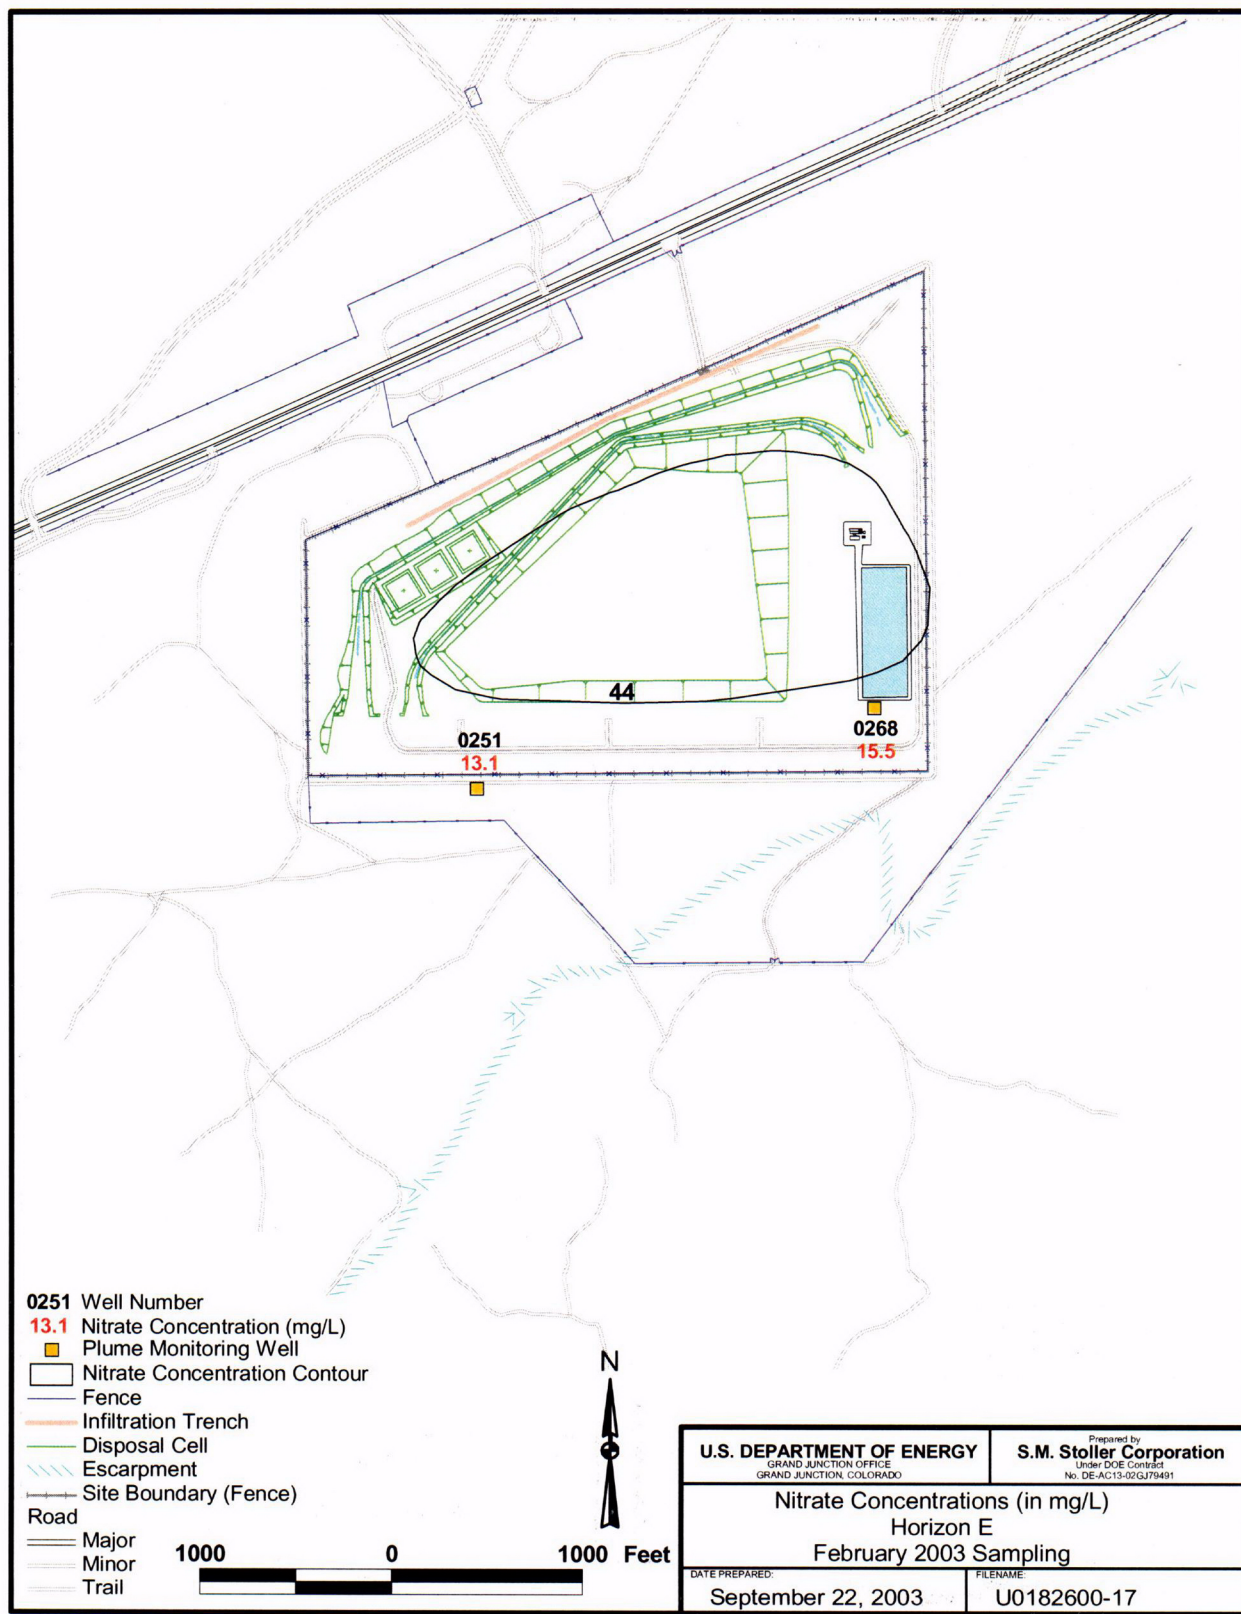 44
0251
13.1
0268
15.5
0251 Well Number
13.1 Nitrate Concentration (mg/L)
Plume Monitoring Well
Nitrate Concentration Contour
Fence
Infiltration Trench
Disposal Cell
Escarpment
Site Boundary (Fence)
Road
Major
Minor
Trail
N
1000 0 1000 Feet
U.S. DEPARTMENT OF ENERGY
GRAND JUNCTION OFFICE
GRAND JUNCTION, COLORADO
Prepared by
S.M. Stoller Corporation
Under DOE Contract
No. DE-AC13-02GJ79491
Nitrate Concentrations (in mg/L)
Horizon E
February 2003 Sampling
DATE PREPARED:
September 22, 2003
FILENAME:
U0182600-17